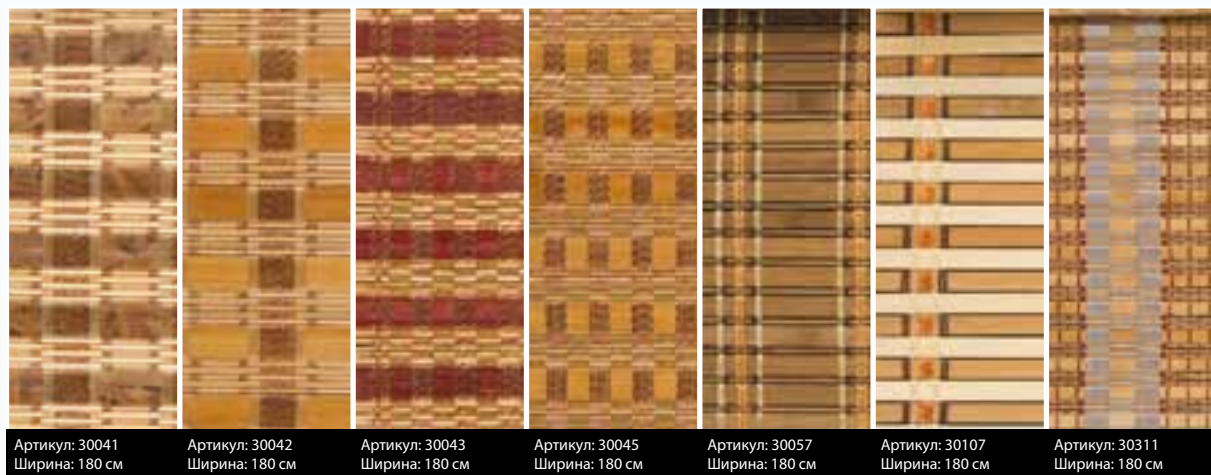 Артикул: 30041
Ширина: 180 см
Артикул: 30042
Ширина: 180 см
Артикул: 30043
Ширина: 180 см
Артикул: 30045
Ширина: 180 см
Артикул: 30057
Ширина: 180 см
Артикул: 30107
Ширина: 180 см
Артикул: 30311
Ширина: 180 см